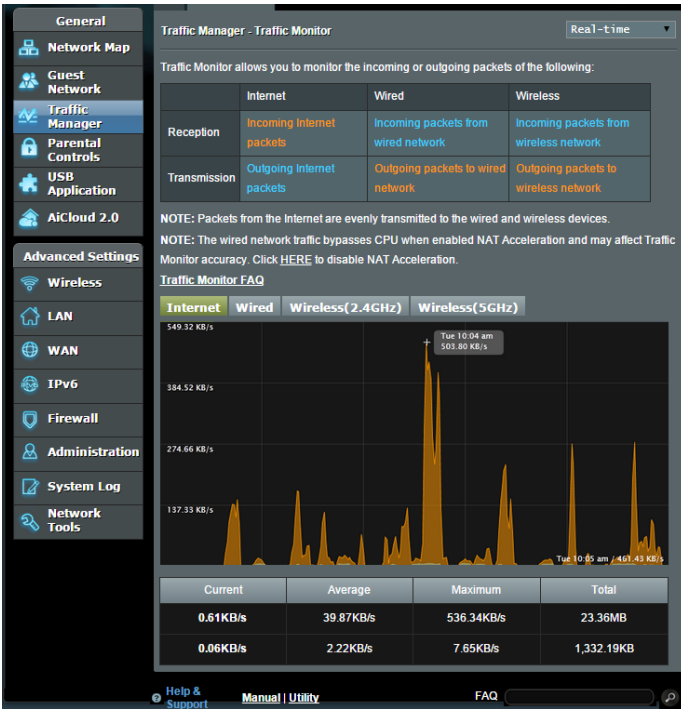 General
Network Map
Guest
Network
Traffic
Manager
Parental
Controls
USB
Application
AiCloud 2.0
Advanced Settings
Wireless
LAN
WAN
IPv6
Firewall
Administration
System Log
Network
Tools
Traffic Manager - Traffic Monitor
Real-time
Traffic Monitor allows you to monitor the incoming or outgoing packets of the following:
Internet Wired Wireless
Reception
Incoming Internet
packets
Incoming packets from
wired network
Incoming packets from
wireless network
Transmission
Outgoing Internet
packets
Outgoing packets to wired
network
Outgoing packets to
wireless network
NOTE: Packets from the Internet are evenly transmitted to the wired and wireless devices.
NOTE: The wired network traffic bypasses CPU when enabled NAT Acceleration and may affect Traffic
Monitor accuracy. Click HERE to disable NAT Acceleration.
Traffic Monitor FAQ
Internet Wired Wireless(2.4GHz) Wireless(5GHz)
549.32 KB/s
Tue 10:04 am
503.80 KB/s
384.52 KB/s
274.66 KB/s
137.33 KB/s
Tue 10:05 am / 461.43 KB/s
Current Average Maximum Total
0.61KB/s 39.87KB/s 536.34KB/s 23.36MB
0.06KB/s 2.22KB/s 7.65KB/s 1,332.19KB
Help &
Support
Manual | Utility
FAQ